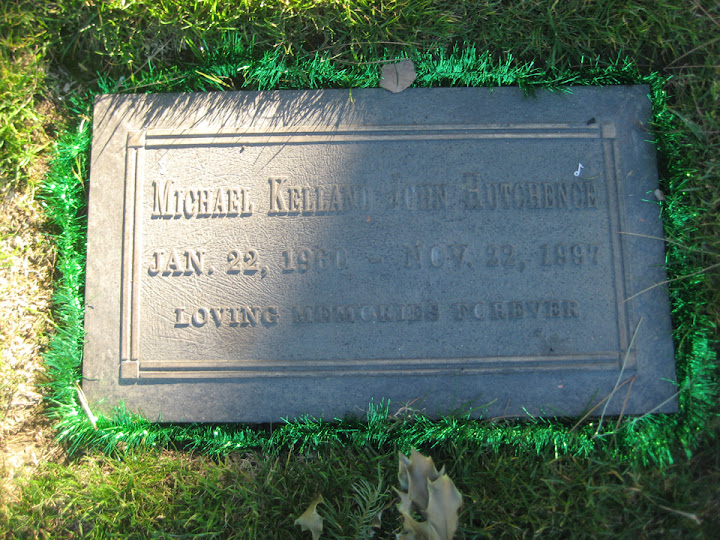 MICHAEL KELLAND JOHN HUTCHENCE
JAN. 22, 1960 - NOV. 22, 1997
LOVING MEMORIES FOREVER